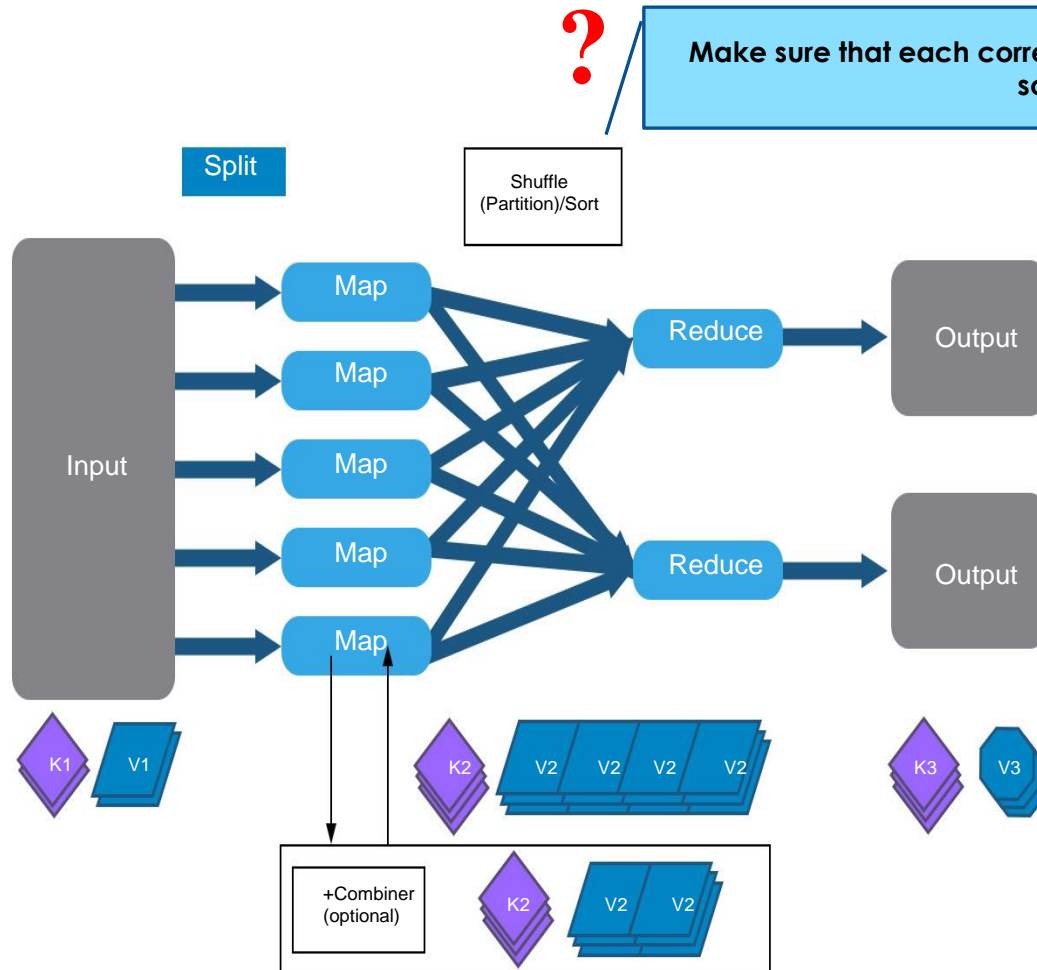 ?
Make sure that each corre
so
Split
Shuffle
(Partition)/Sort
Map
Map
Map
Map
Map
Input
Reduce
Reduce
Output
Output
K1
V1
K2
V2
V2
V2
V2
K3
V3
+Combiner
(optional)
K2
V2
V2